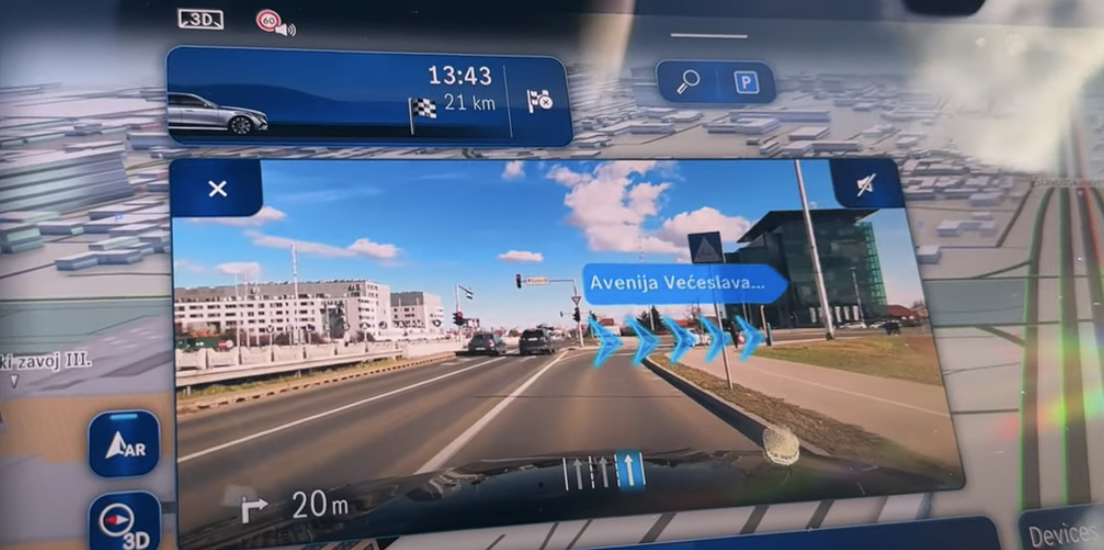 3D
60
13:43
21 km
P
Avenija Većeslava...
ki zavoj III.
AR
20 m
3D
Devices